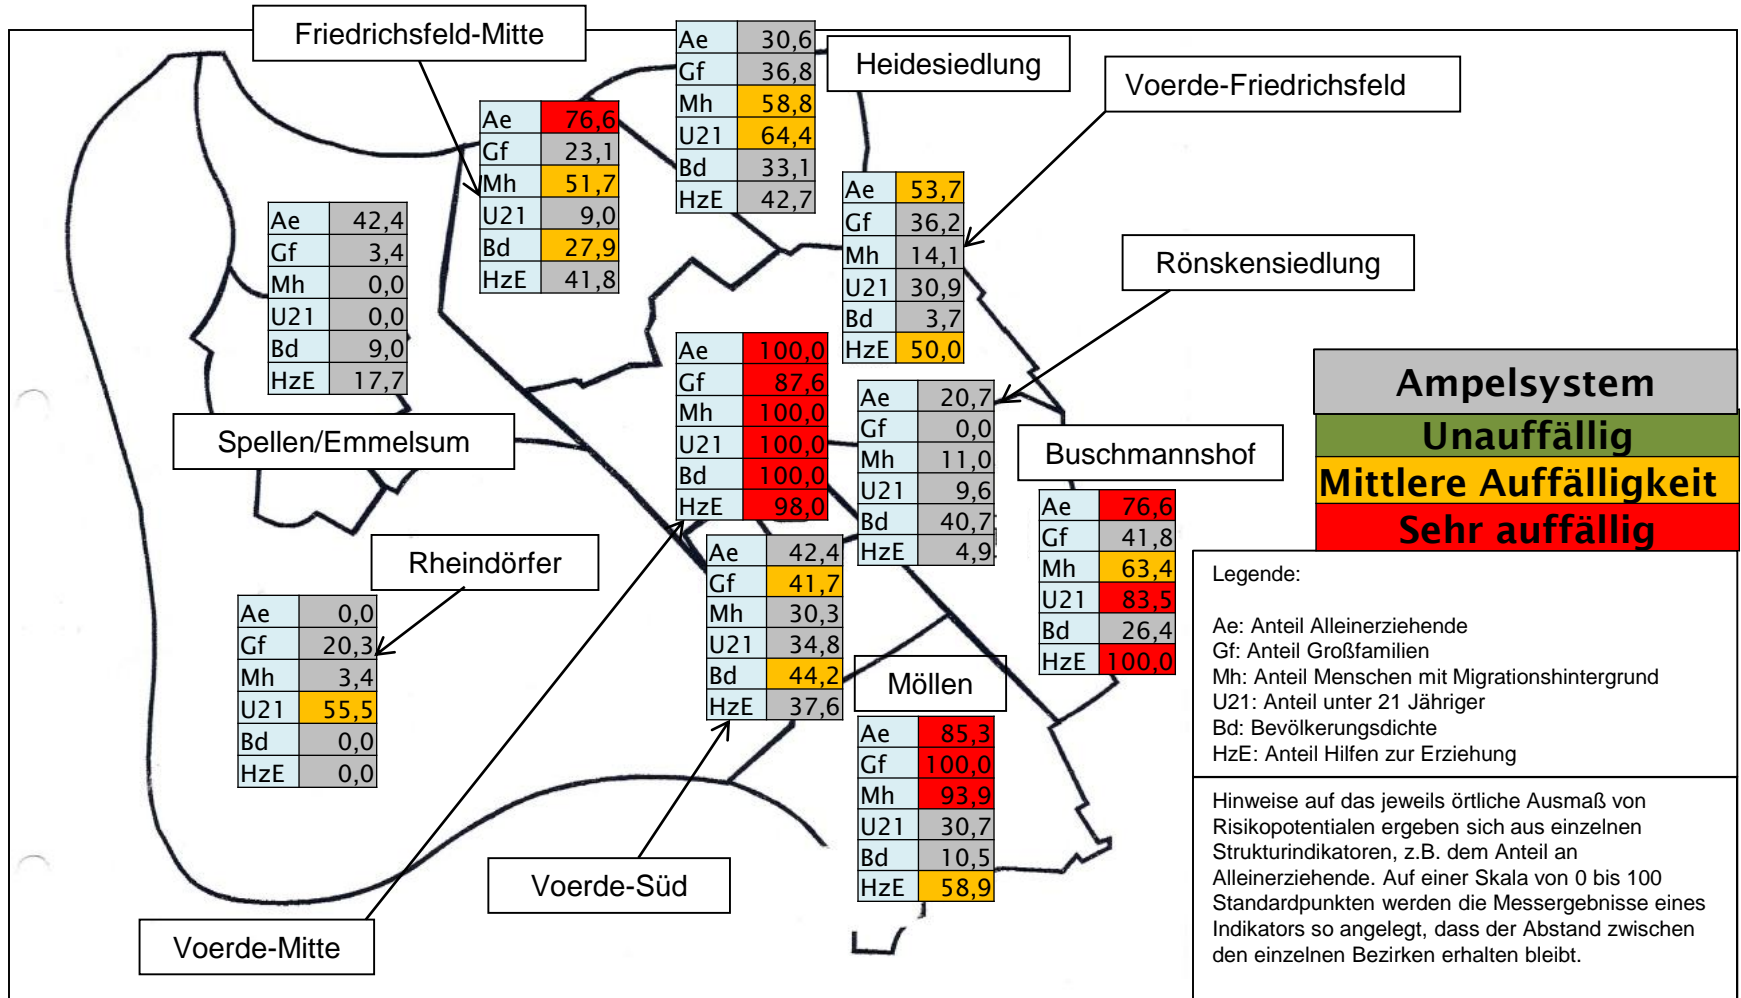 Friedrichsfeld-Mitte
Ae 30,6
Gf 36,8
Mh 58,8
U21 64,4
Bd 33,1
HzE 42,7
Heidesiedlung
Voerde-Friedrichsfeld
Ae 76,6
Gf 23,1
Mh 51,7
U21 9,0
Bd 27,9
HzE 41,8
Ae 53,7
Gf 36,2
Mh 14,1
U21 30,9
Bd 3,7
HzE 50,0
Ae 42,4
Gf 3,4
Mh 0,0
U21 0,0
Bd 9,0
HzE 17,7
Rönskensiedlung
Ae 100,0
Gf 87,6
Mh 100,0
U21 100,0
Bd 100,0
HzE 98,0
Ae 20,7
Gf 0,0
Mh 11,0
U21 9,6
Bd 40,7
HzE 4,9
Spellen/Emmelsum
Buschmannshof
Ae 76,6
Gf 41,8
Mh 63,4
U21 83,5
Bd 26,4
HzE 100,0
Ampelsystem
Unauffällig
Mittlere Auffälligkeit
Sehr auffällig
Rheindörfer
Ae 0,0
Gf 20,3
Mh 3,4
U21 55,5
Bd 0,0
HzE 0,0
Ae 42,4
Gf 41,7
Mh 30,3
U21 34,8
Bd 44,2
HzE 37,6
Möllen
Ae 85,3
Gf 100,0
Mh 93,9
U21 30,7
Bd 10,5
HzE 58,9
Voerde-Süd
Voerde-Mitte
Legende:
Ae: Anteil Alleinerziehende
Gf: Anteil Großfamilien
Mh: Anteil Menschen mit Migrationshintergrund
U21: Anteil unter 21 Jähriger
Bd: Bevölkerungsdichte
HzE: Anteil Hilfen zur Erziehung
Hinweise auf das jeweils örtliche Ausmaß von
Risikopotentialen ergeben sich aus einzelnen
Strukturindikatoren, z.B. dem Anteil an
Alleinerziehende. Auf einer Skala von 0 bis 100
Standardpunkten werden die Messergebnisse eines
Indikators so angelegt, dass der Abstand zwischen
den einzelnen Bezirken erhalten bleibt.